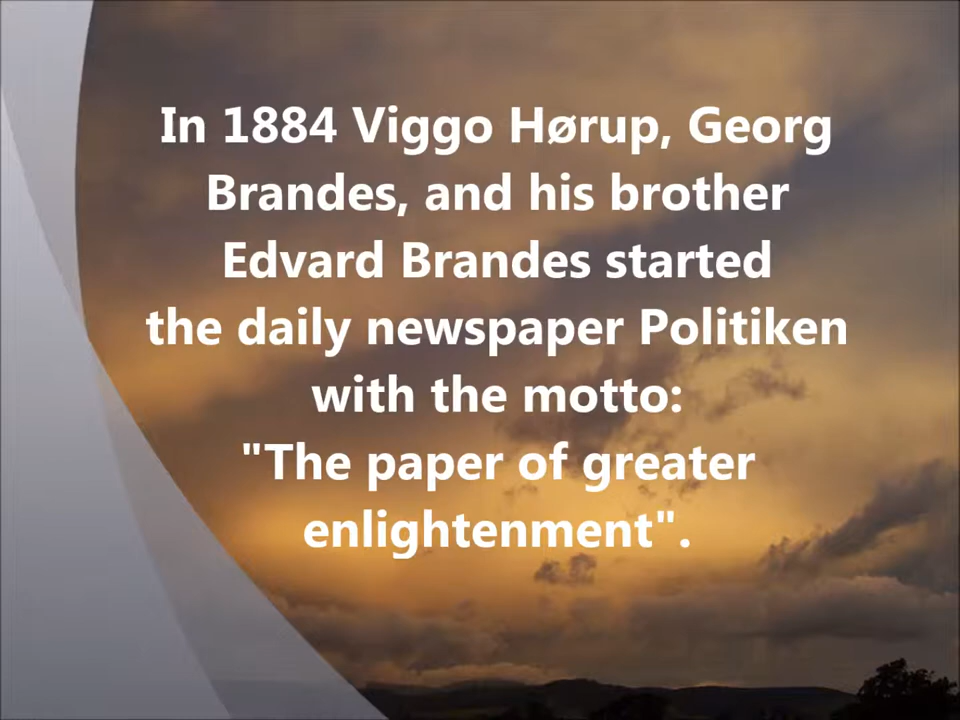 In 1884 Viggo Hørup, Georg
Brandes, and his brother
Edvard Brandes started
the daily newspaper Politiken
with the motto:
"The paper of greater
enlightenment".